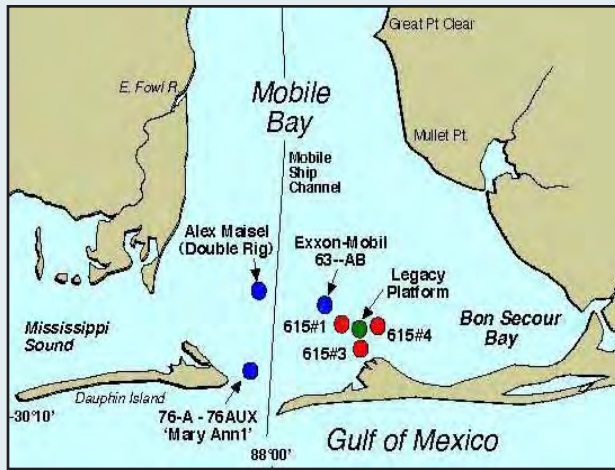 Great Pt Clear
E. Fowl R.
Mobile
Bay
Mullet Pt.
Mobile
Ship
Channel
Alex Maisel
(Double Rig)
Exxon-Mobil
63--AB
Legacy
Platform
615#1
615#4
615#3
Bon Secour
Bay
Mississippi
Sound
Dauphin Island
76-A - 76AUX
'Mary Ann1'
-30°10'
88°00'
Gulf of Mexico